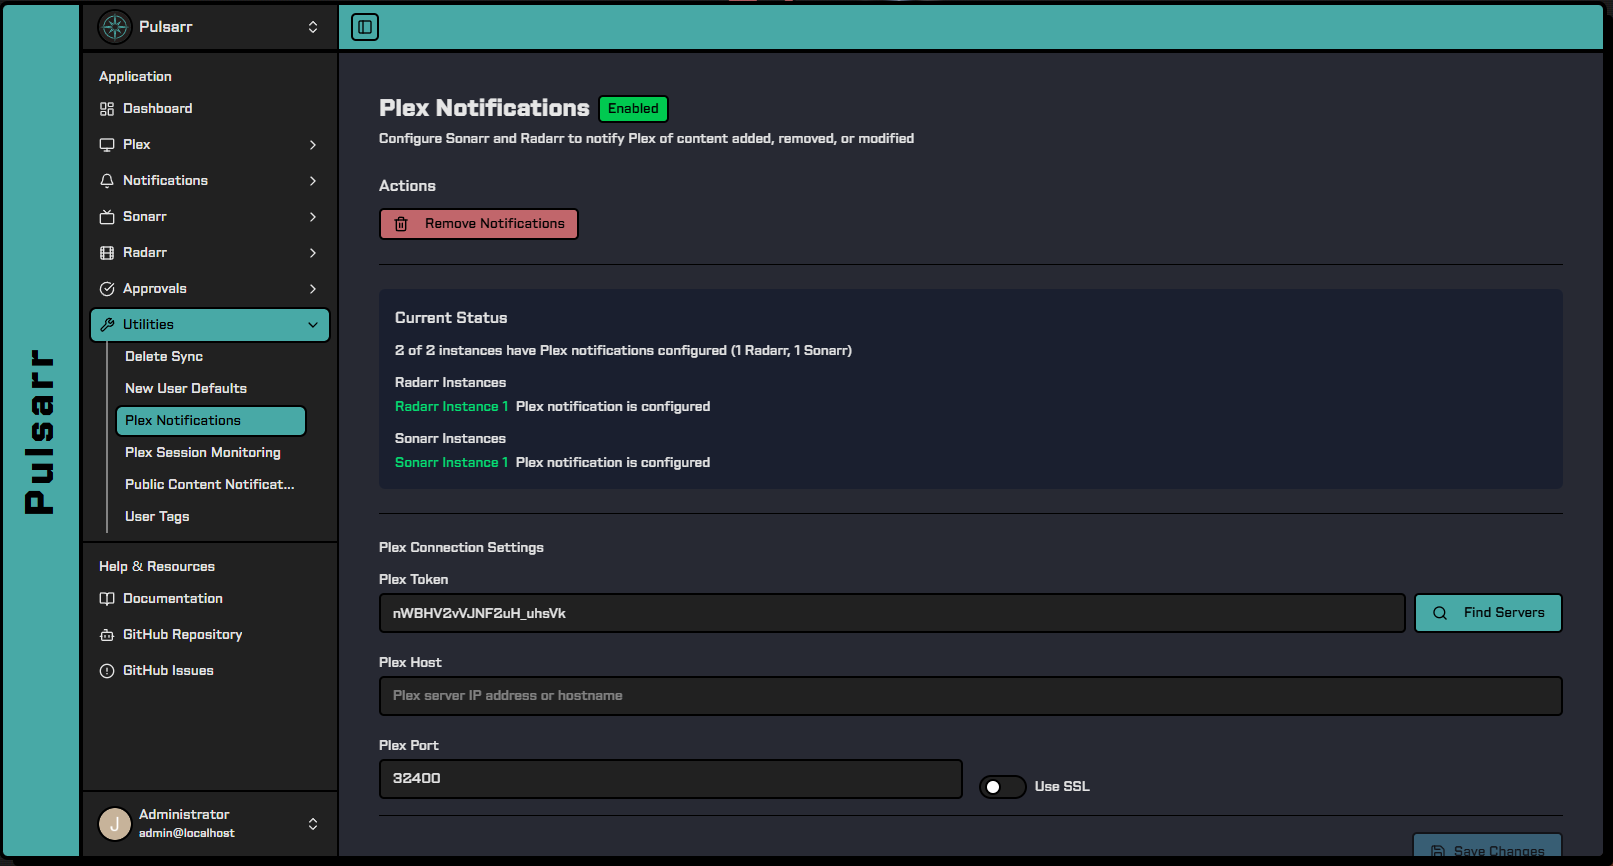 Pulsarr
Pulsarr
Application
Dashboard
Plex
Notifications
Sonarr
Radarr
Approvals
Utilities
Delete Sync
New User Defaults
Plex Notifications
Plex Session Monitoring
Public Content Notificat...
User Tags
Help & Resources
Documentation
GitHub Repository
GitHub Issues
J
Administrator
admin@localhost
Plex Notifications Enabled
Configure Sonarr and Radarr to notify Plex of content added, removed, or modified
Actions
Remove Notifications
Current Status
2 of 2 instances have Plex notifications configured (1 Radarr, 1 Sonarr)
Radarr Instances
Radarr Instance 1 Plex notification is configured
Sonarr Instances
Sonarr Instance 1 Plex notification is configured
Plex Connection Settings
Plex Token
nWBHV2vVJNF2uH_uhsVk
Find Servers
Plex Host
Plex server IP address or hostname
Plex Port
32400
Use SSL
Save Changes